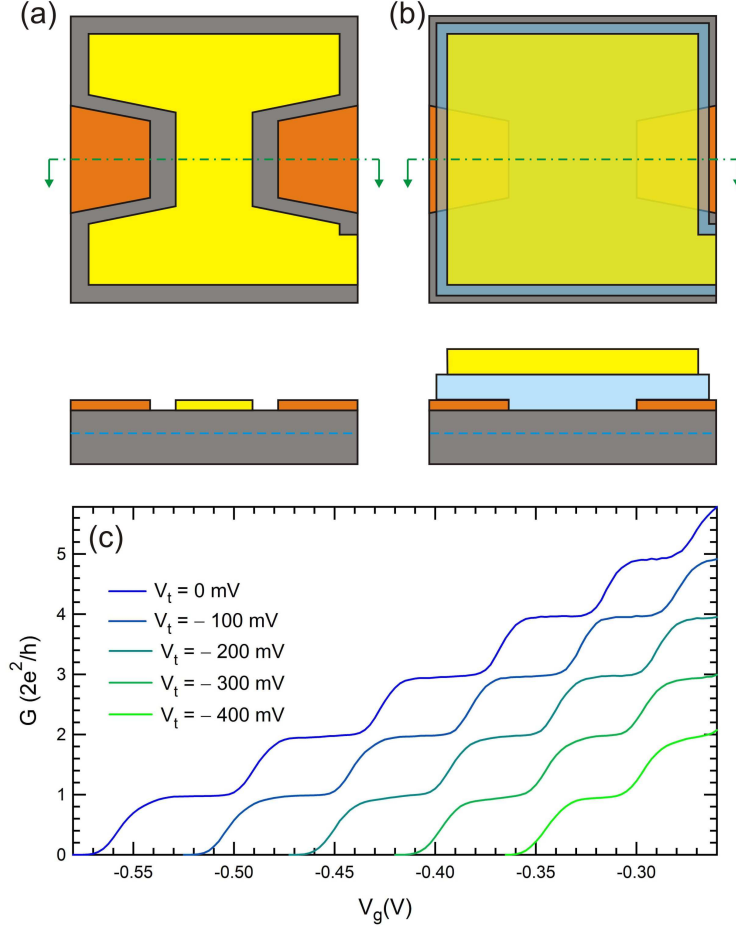 (a)
(b)
(c)
V_t = 0 mV
V_t = – 100 mV
V_t = – 200 mV
V_t = – 300 mV
V_t = – 400 mV
G (2e²/h)
5
4
3
2
1
0
-0.55
-0.50
-0.45
-0.40
-0.35
-0.30
V_g(V)